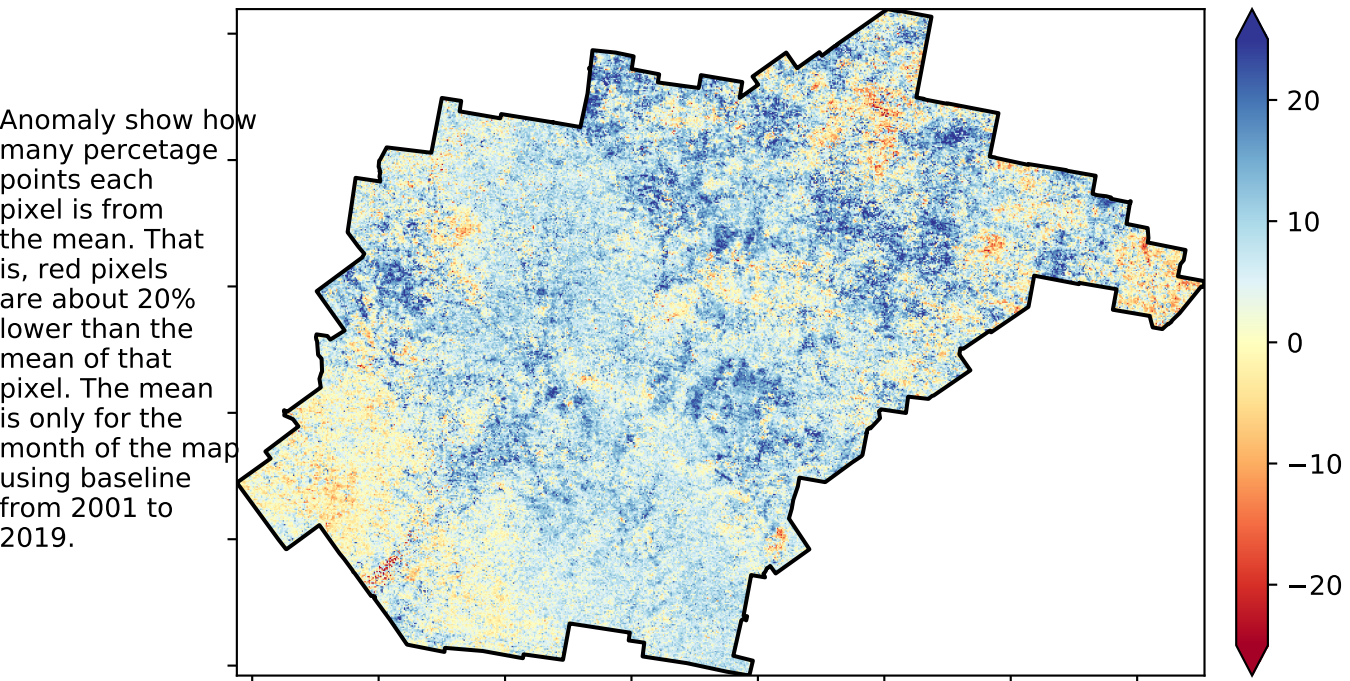 Anomaly show how
many percetage
points each
pixel is from
the mean. That
is, red pixels
are about 20%
lower than the
mean of that
pixel. The mean
is only for the
month of the map
using baseline
from 2001 to
2019.
20
10
0
−10
−20